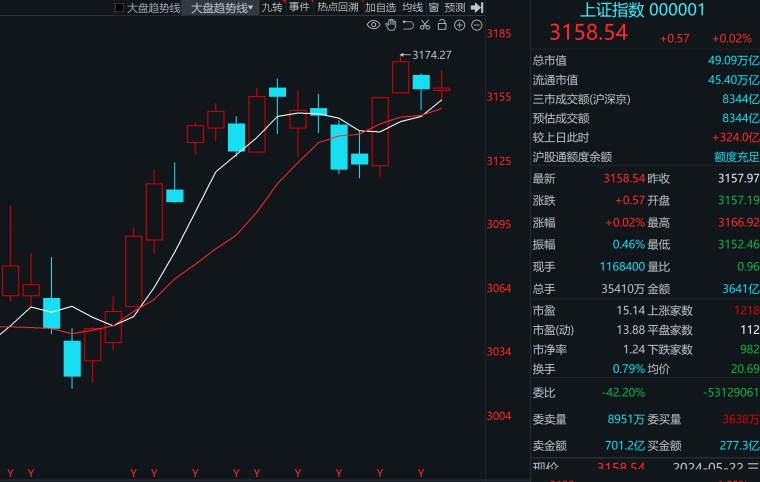 大盘趋势线 大盘趋势线 九转 事件 热点回溯 加自选 均线 窗 预测
上证指数 000001
3158.54 +0.57 +0.02%
3174.27
3185
3155
3125
3095
3064
3034
3004
Y Y Y Y Y Y Y Y Y Y Y
总市值 49.09万亿
流通市值 45.40万亿
三市成交额(沪深京) 8344亿
预估成交额 8344亿
较上日此时 +324.0亿
沪股通额度余额 额度充足
最新 3158.54 昨收 3157.97
涨跌 +0.57 开盘 3157.19
涨幅 +0.02% 最高 3166.92
振幅 0.46% 最低 3152.46
现手 1168400 量比 0.96
总手 35410万 金额 3641亿
市盈 15.14 上涨家数 1218
市盈(动) 13.88 平盘家数 112
市净率 1.24 下跌家数 982
换手 0.79% 均价 20.69
委比 -42.20% -53129061
委卖量 8951万 委买量 3638万
卖金额 701.2亿 买金额 277.3亿
现价 3158.54 2024-05-22 三